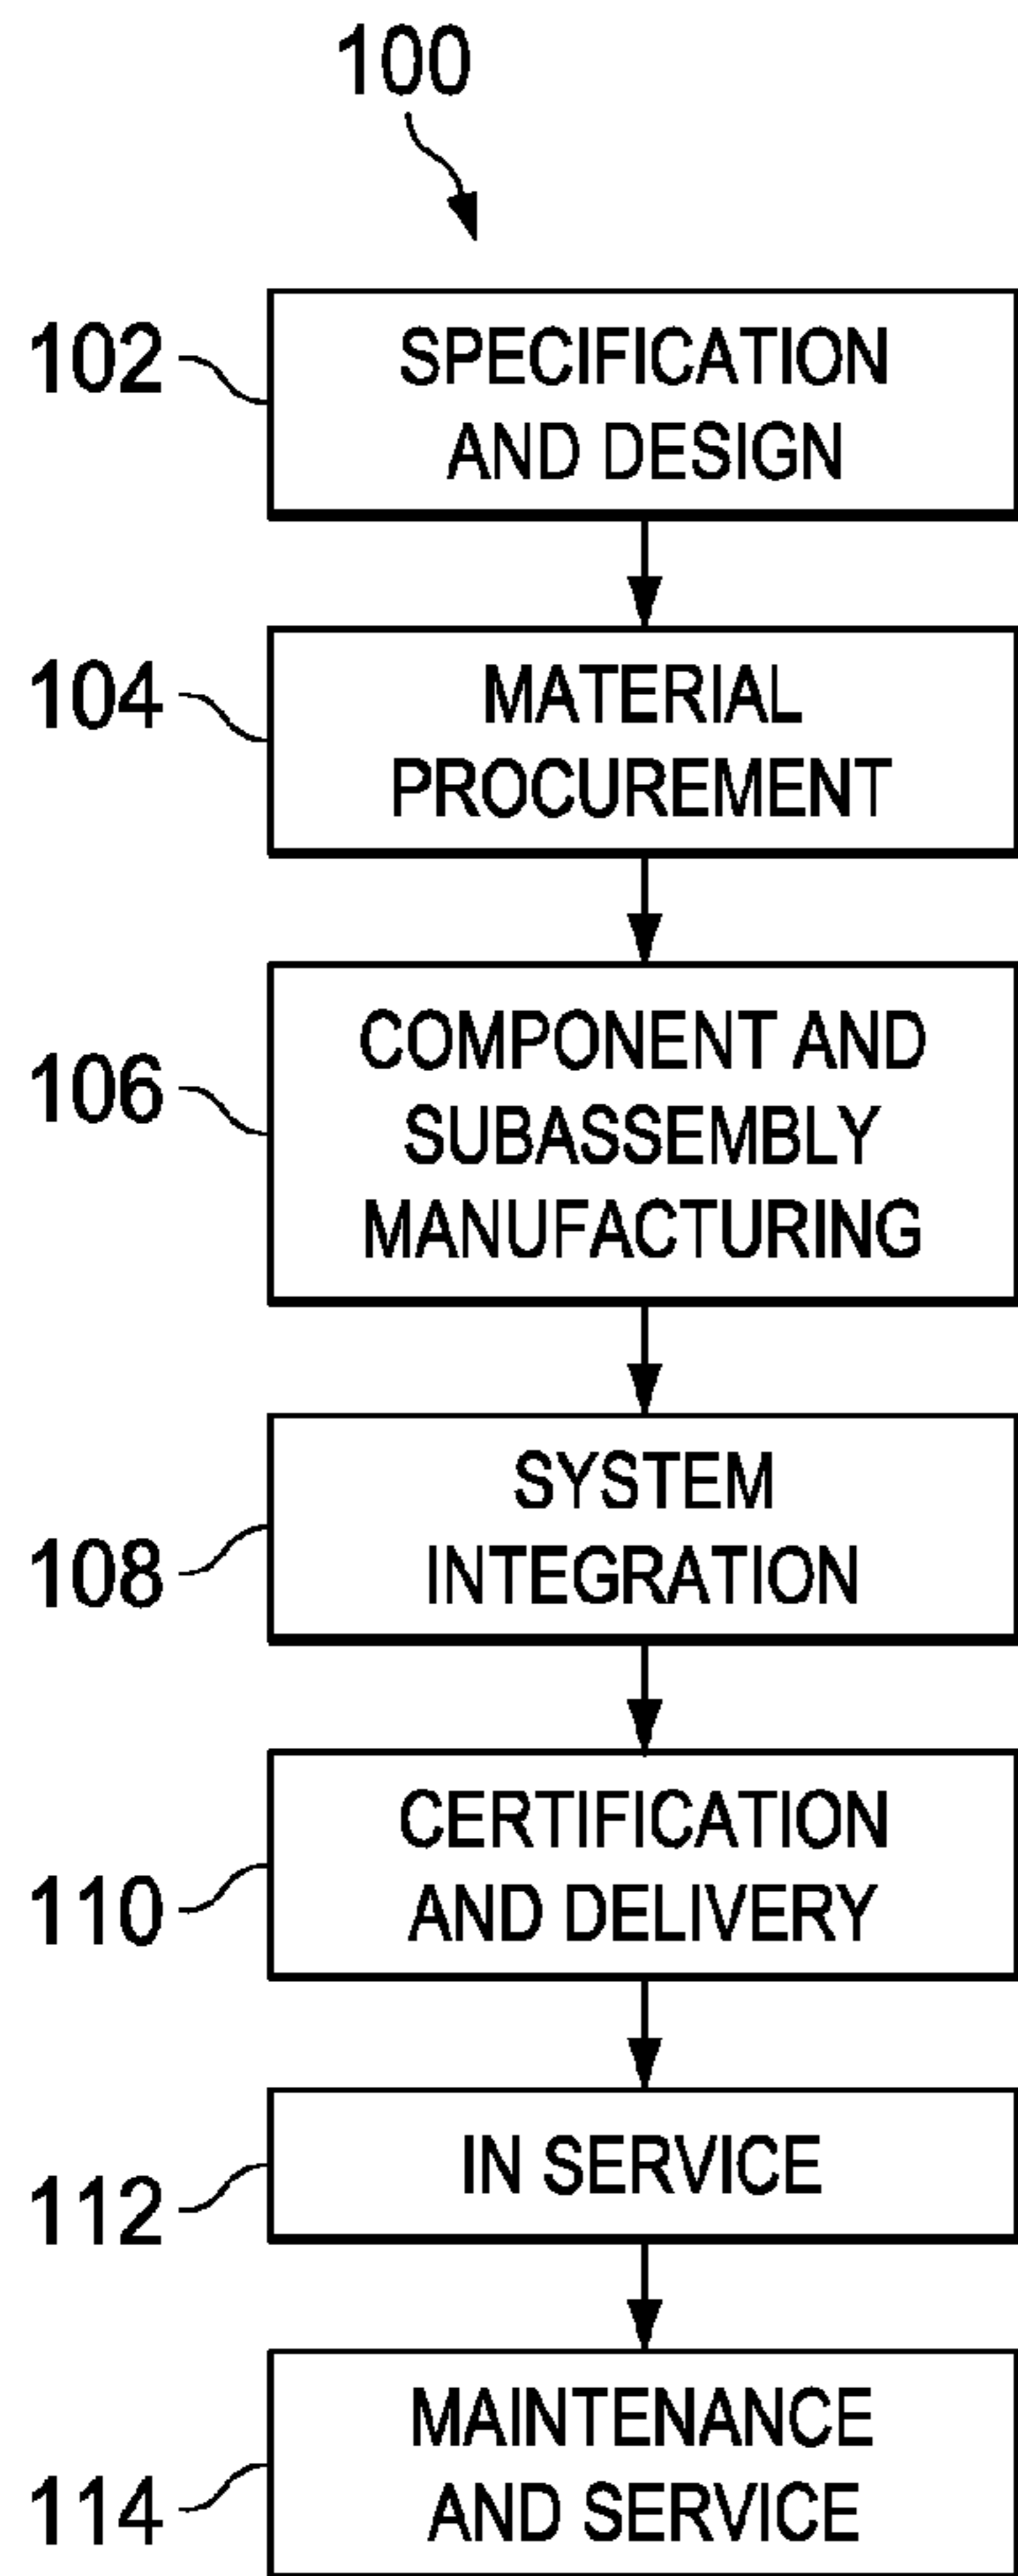 100
102
SPECIFICATION
AND DESIGN
104
MATERIAL
PROCUREMENT
106
COMPONENT AND
SUBASSEMBLY
MANUFACTURING
108
SYSTEM
INTEGRATION
110
CERTIFICATION
AND DELIVERY
112
IN SERVICE
114
MAINTENANCE
AND SERVICE